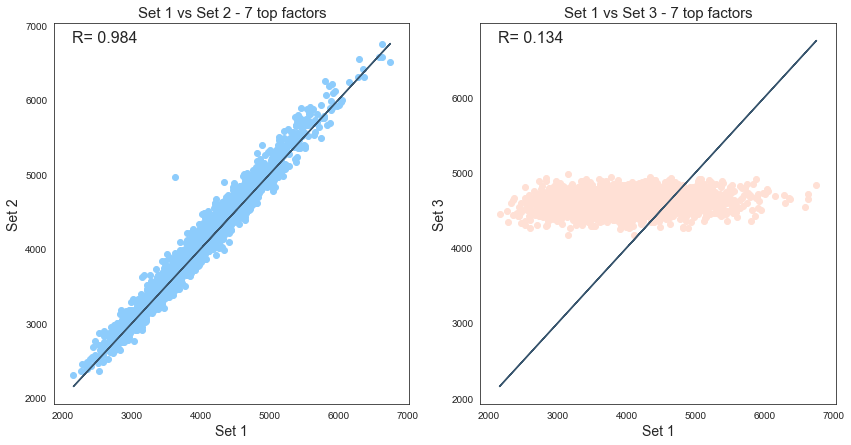 Set 1 vs Set 2 - 7 top factors
R= 0.984
7000
6000
5000
4000
3000
2000
Set 2
2000 3000 4000 5000 6000 7000
Set 1
Set 1 vs Set 3 - 7 top factors
R= 0.134
6000
5000
4000
3000
2000
Set 3
2000 3000 4000 5000 6000 7000
Set 1